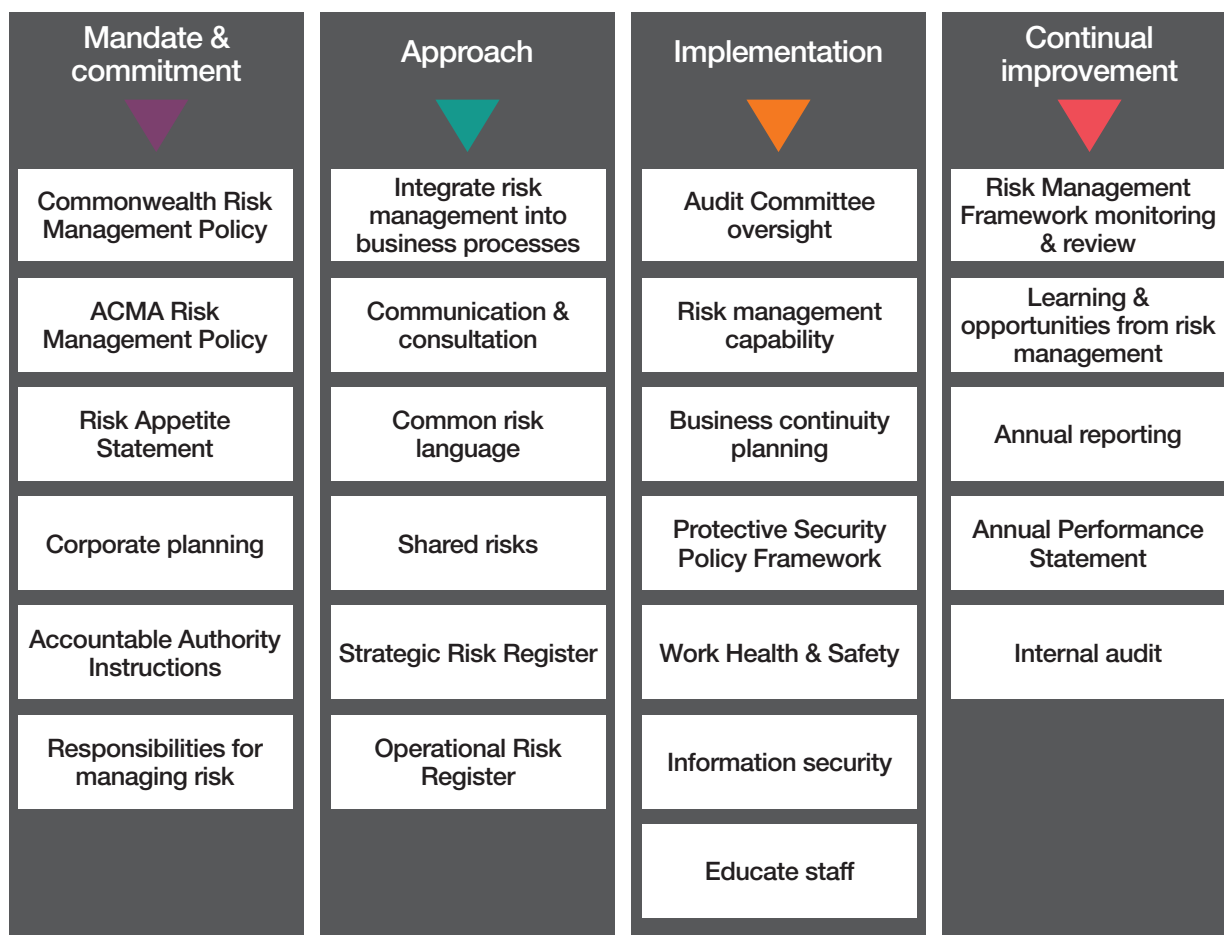 Mandate &
commitment
Commonwealth Risk
Management Policy
ACMA Risk
Management Policy
Risk Appetite
Statement
Corporate planning
Accountable Authority
Instructions
Responsibilities for
managing risk
Approach
Integrate risk
management into
business processes
Communication &
consultation
Common risk
language
Shared risks
Strategic Risk Register
Operational Risk
Register
Implementation
Audit Committee
oversight
Risk management
capability
Business continuity
planning
Protective Security
Policy Framework
Work Health & Safety
Information security
Educate staff
Continual
improvement
Risk Management
Framework monitoring
& review
Learning &
opportunities from risk
management
Annual reporting
Annual Performance
Statement
Internal audit